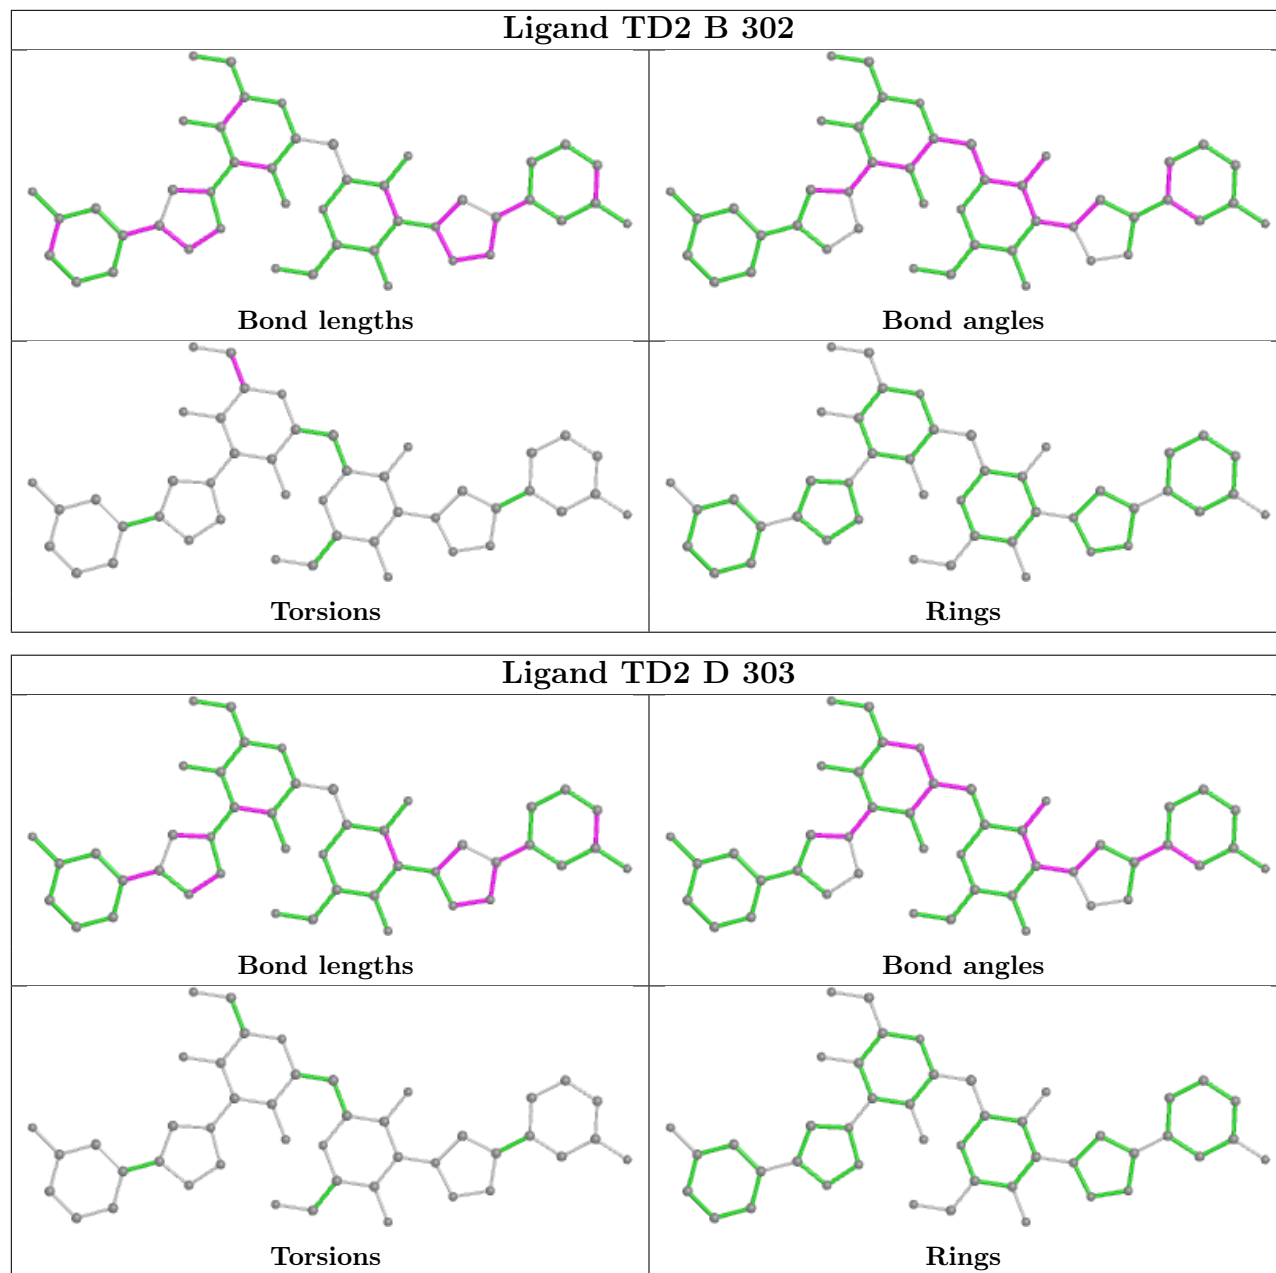 Ligand TD2 B 302
Bond lengths
Bond angles
Torsions
Rings
Ligand TD2 D 303
Bond lengths
Bond angles
Torsions
Rings